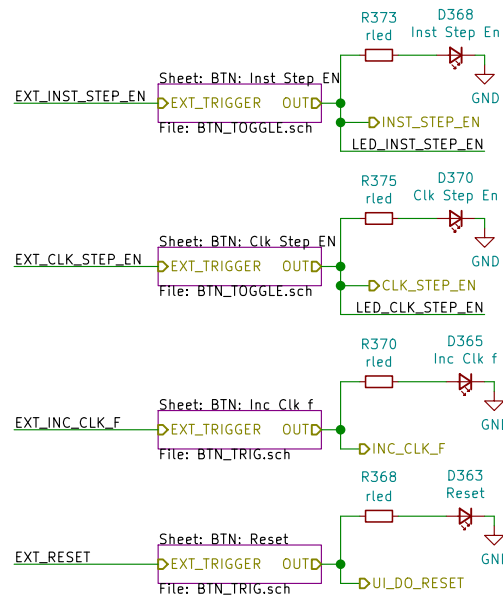 R373
rled
D368
Inst Step En
GND
Sheet: BTN: Inst Step EN
EXT_INST_STEP_EN
EXT_TRIGGER
OUT
INST_STEP_EN
File: BTN_TOGGLE.sch
LED_INST_STEP_EN
R375
rled
D370
Clk Step En
GND
Sheet: BTN: Clk Step EN
EXT_CLK_STEP_EN
EXT_TRIGGER
OUT
CLK_STEP_EN
File: BTN_TOGGLE.sch
LED_CLK_STEP_EN
R370
rled
D365
Inc Clk f
GND
Sheet: BTN: Inc Clk f
EXT_INC_CLK_F
EXT_TRIGGER
OUT
INC_CLK_F
File: BTN_TRIG.sch
R368
rled
D363
Reset
GND
Sheet: BTN: Reset
EXT_RESET
EXT_TRIGGER
OUT
UI_DO_RESET
File: BTN_TRIG.sch